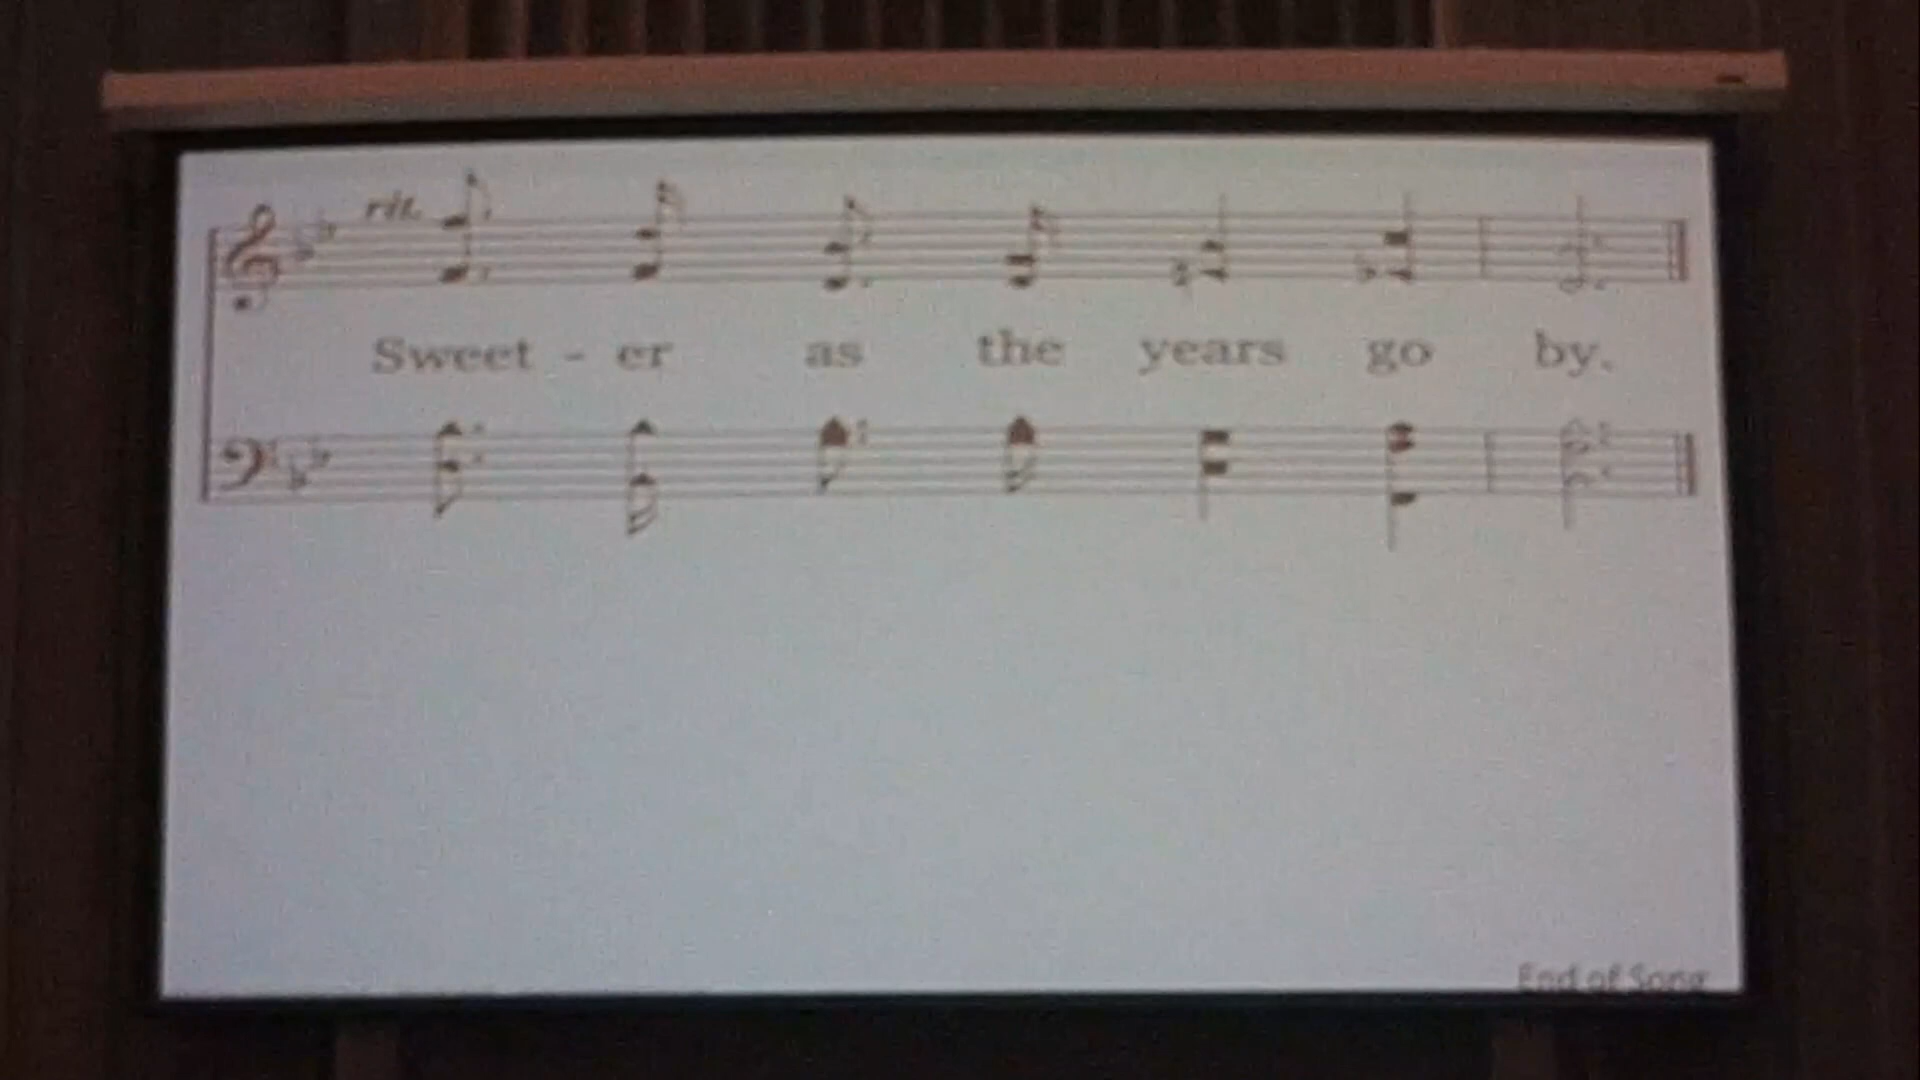 rit.
Sweet - er as the years go by.
End of Song